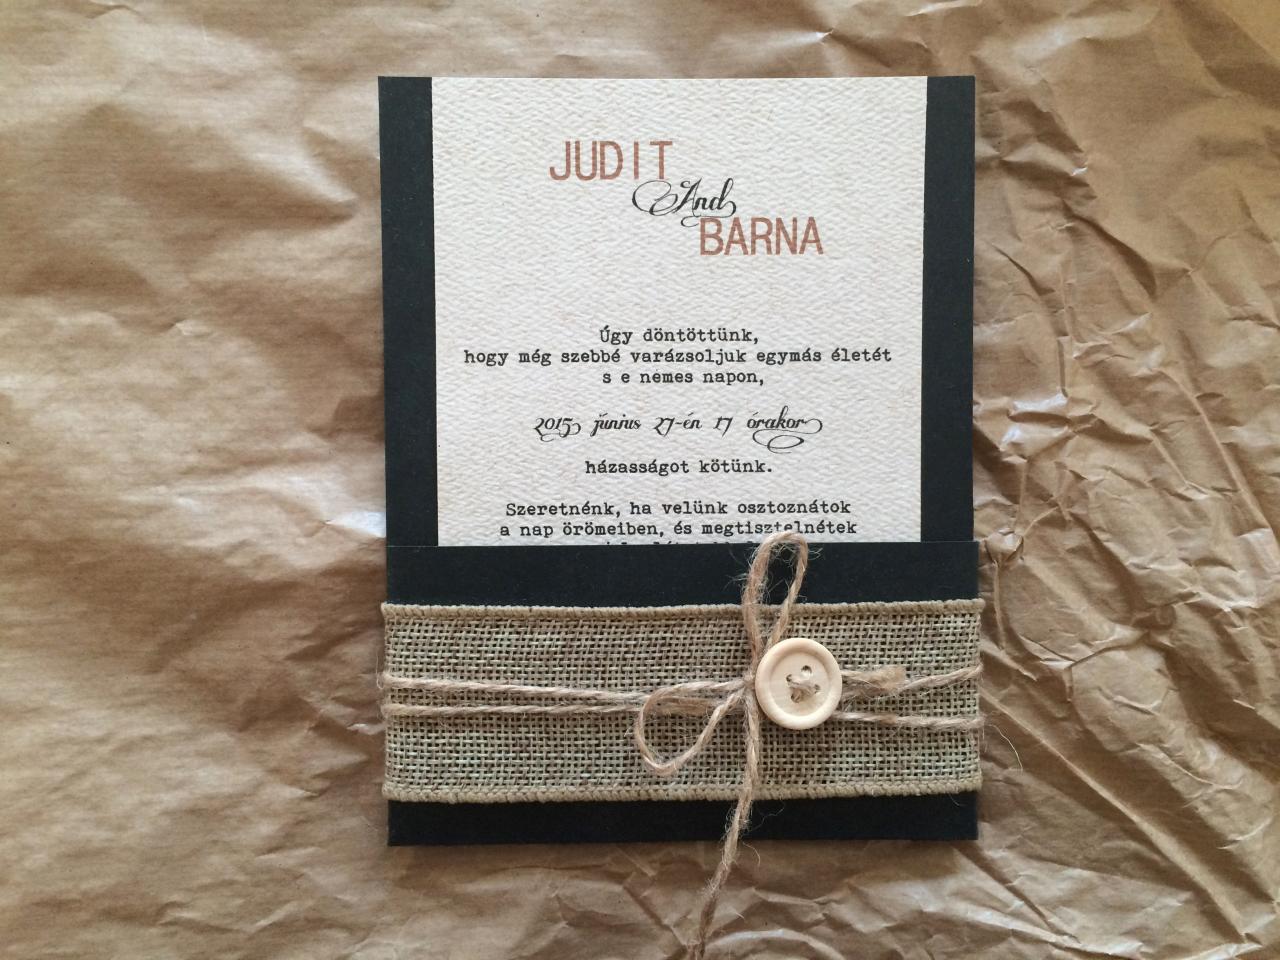 JUDIT
And
BARNA
Úgy döntöttünk,
hogy még szebbé varázsoljuk egymás életét
s e nemes napon,
2015 június 27-én 17 órakor
házasságot kötünk.
Szeretnénk, ha velünk osztoznátok
a nap örömeiben, és megtisztelnétek